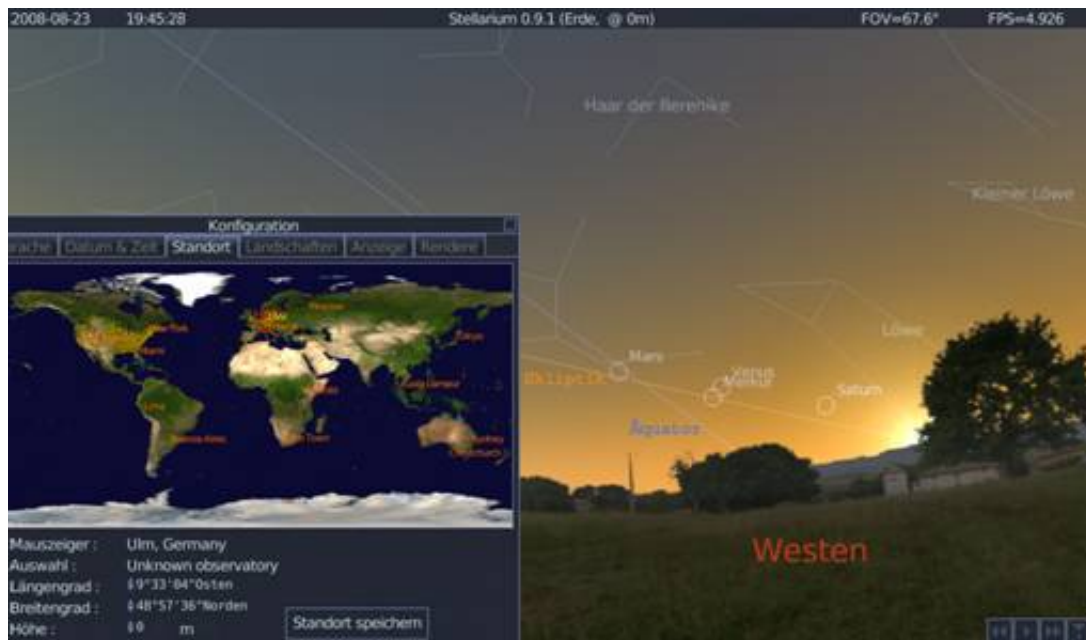 2008-08-23 19:45:28 Stellarium 0.9.1 (Erde, @ 0m) FOV=67.6° FPS=4.926
Haar der Berenike
Kleiner Löwe
Löwe
Mars
Venus
Merkur
Saturn
Ekliptik
Äquator
Westen
Konfiguration
Datum & Zeit Standort Landschaften Anzeige Rendere
Mauszeiger : Ulm, Germany
Auswahl : Unknown observatory
Längengrad : 9°33'04"Osten
Breitengrad : 48°57'36"Norden
Höhe : 0 m
Standort speichern